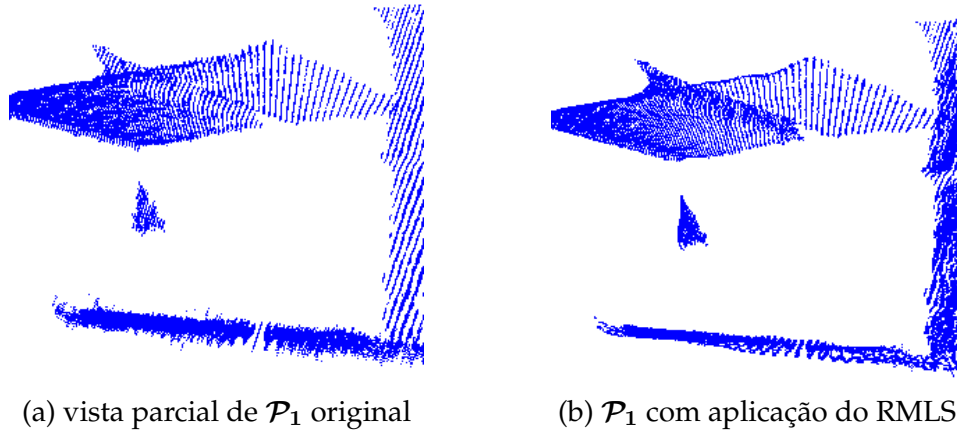 (a) vista parcial de 𝓟₁ original
(b) 𝓟₁ com aplicação do RMLS